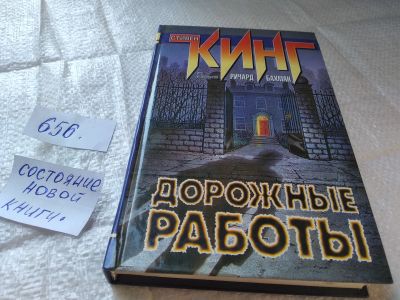 СТИВЕН
КИНГ
РИЧАРД БАХМАН
ДОРОЖНЫЕ
РАБОТЫ
656.
СОСТОЯНИЕ
НОВОЙ
КНИГИ.